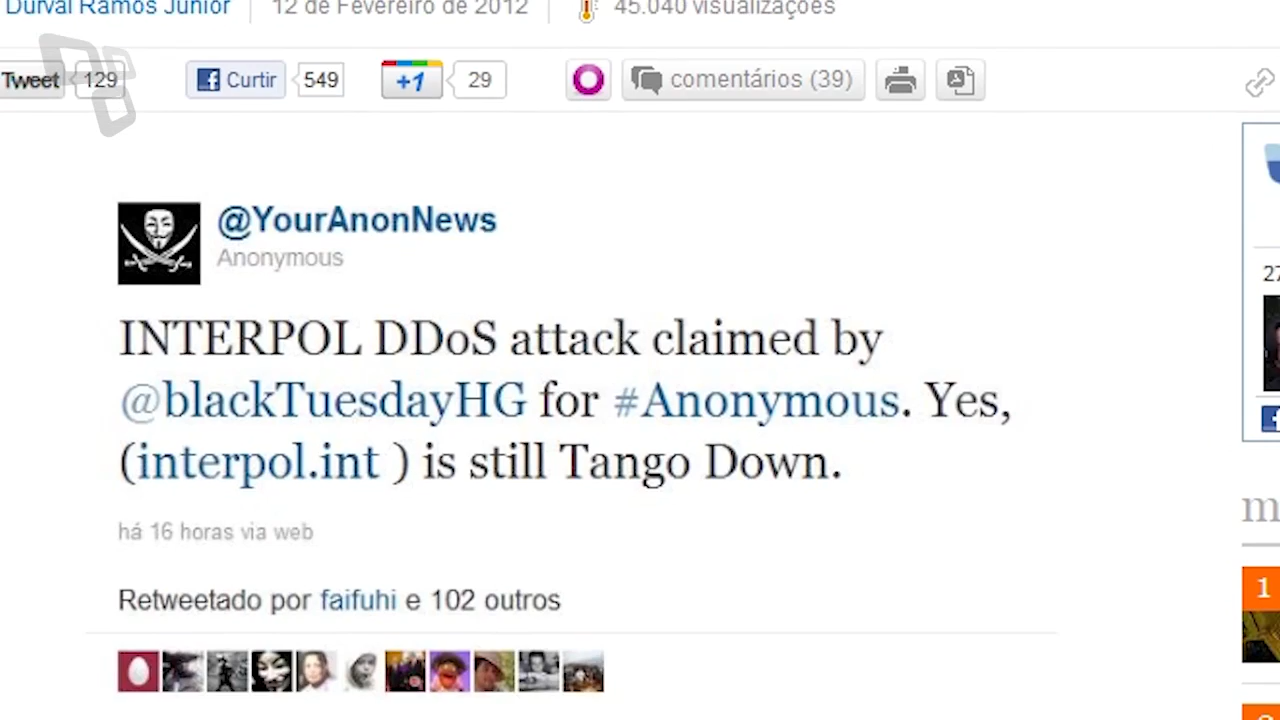 Durval Ramos Junior 12 de Fevereiro de 2012 45.040 visualizações
Tweet 129 Curtir 549 +1 29 comentários (39)
@YourAnonNews
Anonymous
INTERPOL DDoS attack claimed by
@blackTuesdayHG for #Anonymous. Yes,
(interpol.int ) is still Tango Down.
há 16 horas via web
Retweetado por faifuhi e 102 outros
27
m
1